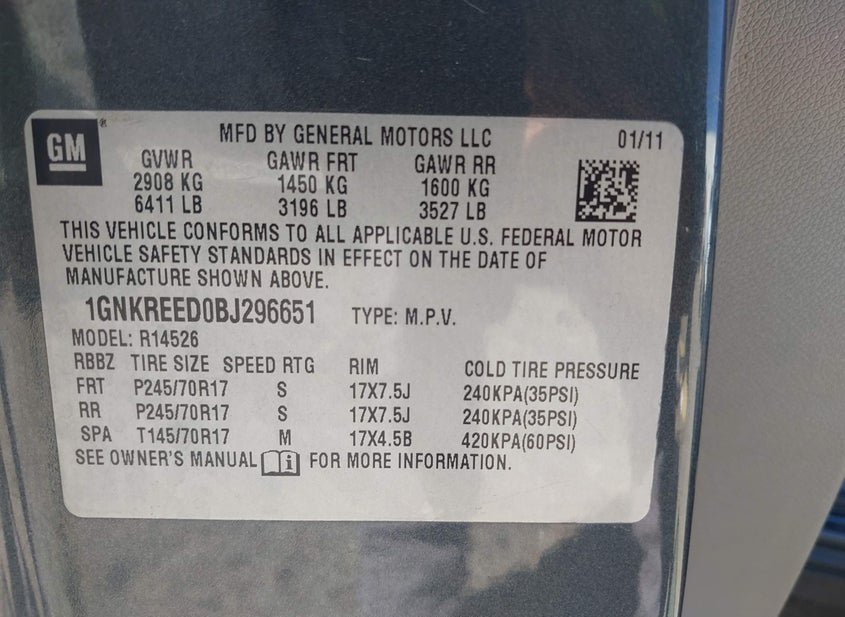 GM ® MFD BY GENERAL MOTORS LLC 01/11
GVWR GAWR FRT GAWR RR
2908 KG 1450 KG 1600 KG
6411 LB 3196 LB 3527 LB
THIS VEHICLE CONFORMS TO ALL APPLICABLE U.S. FEDERAL MOTOR
VEHICLE SAFETY STANDARDS IN EFFECT ON THE DATE OF
MANUFACTURE SHOWN ABOVE.
1GNKREED0BJ296651 TYPE: M.P.V.
MODEL: R14526
RBBZ TIRE SIZE SPEED RTG RIM COLD TIRE PRESSURE
FRT P245/70R17 S 17X7.5J 240KPA(35PSI)
RR P245/70R17 S 17X7.5J 240KPA(35PSI)
SPA T145/70R17 M 17X4.5B 420KPA(60PSI)
SEE OWNER'S MANUAL i FOR MORE INFORMATION.